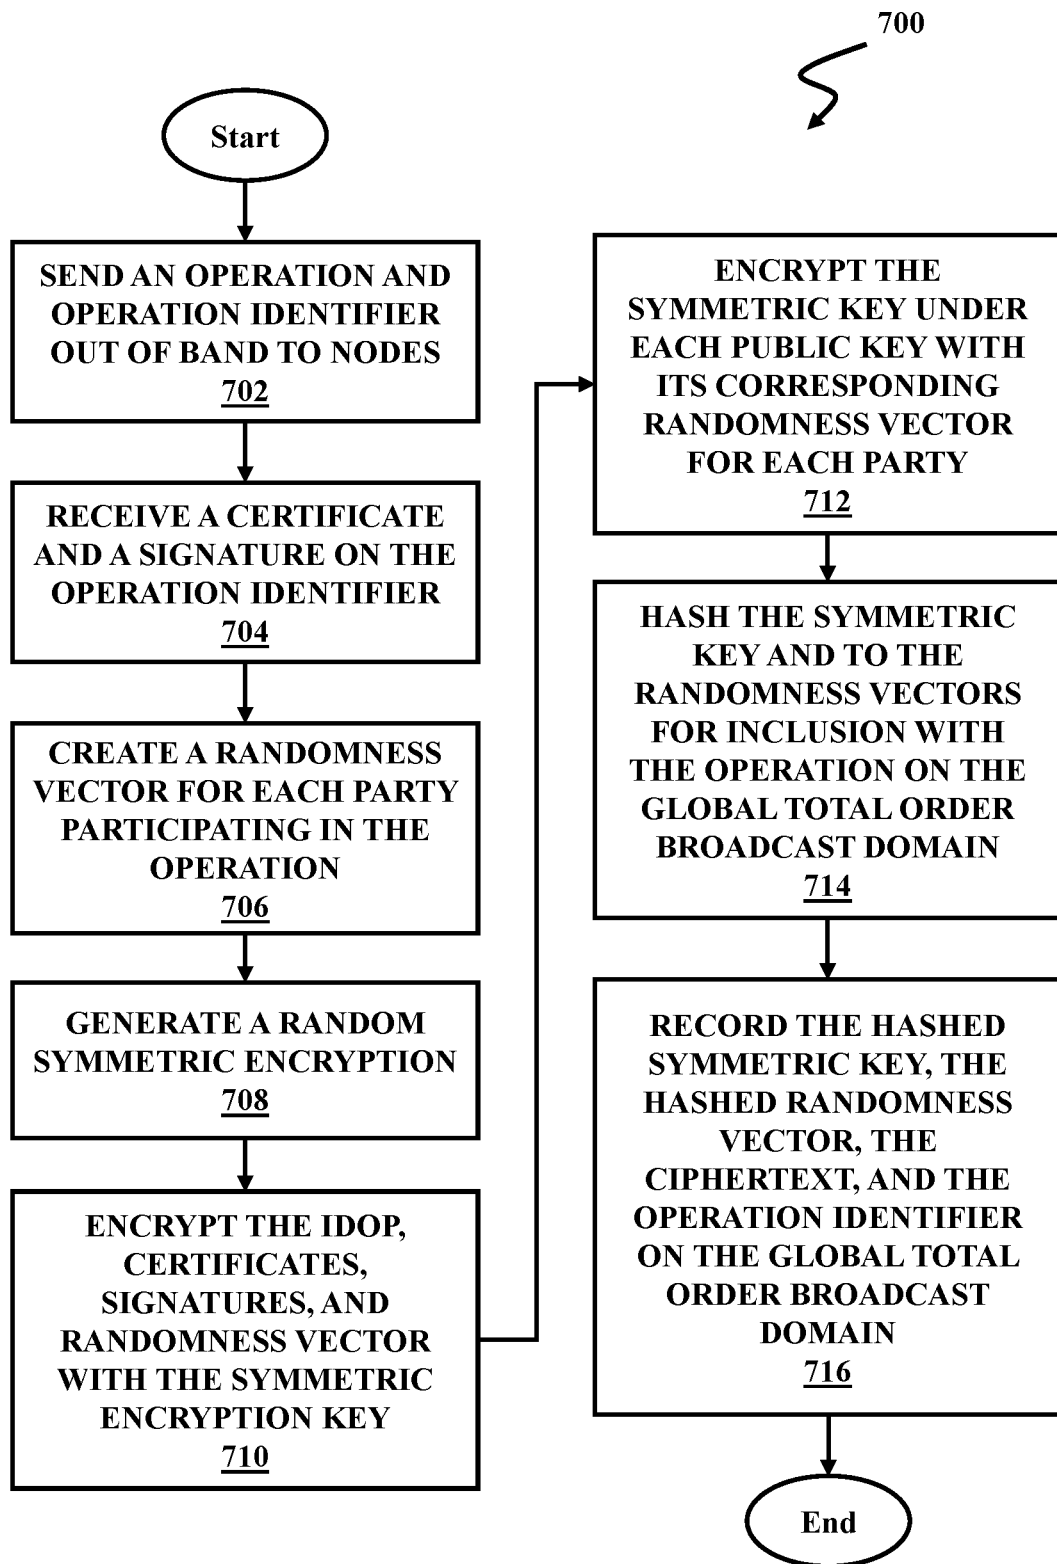 700
Start
SEND AN OPERATION AND
OPERATION IDENTIFIER
OUT OF BAND TO NODES
702
RECEIVE A CERTIFICATE
AND A SIGNATURE ON THE
OPERATION IDENTIFIER
704
CREATE A RANDOMNESS
VECTOR FOR EACH PARTY
PARTICIPATING IN THE
OPERATION
706
GENERATE A RANDOM
SYMMETRIC ENCRYPTION
708
ENCRYPT THE IDOP,
CERTIFICATES,
SIGNATURES, AND
RANDOMNESS VECTOR
WITH THE SYMMETRIC
ENCRYPTION KEY
710
ENCRYPT THE
SYMMETRIC KEY UNDER
EACH PUBLIC KEY WITH
ITS CORRESPONDING
RANDOMNESS VECTOR
FOR EACH PARTY
712
HASH THE SYMMETRIC
KEY AND TO THE
RANDOMNESS VECTORS
FOR INCLUSION WITH
THE OPERATION ON THE
GLOBAL TOTAL ORDER
BROADCAST DOMAIN
714
RECORD THE HASHED
SYMMETRIC KEY, THE
HASHED RANDOMNESS
VECTOR, THE
CIPHERTEXT, AND THE
OPERATION IDENTIFIER
ON THE GLOBAL TOTAL
ORDER BROADCAST
DOMAIN
716
End